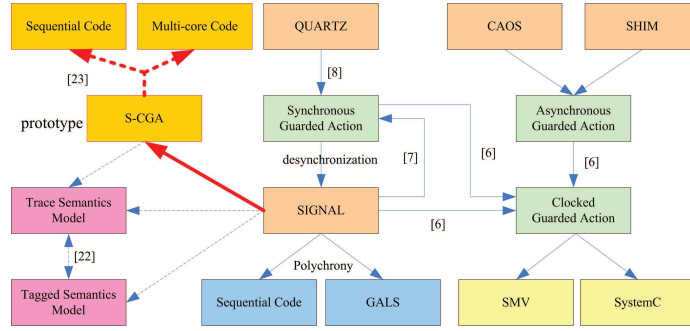 Sequential Code
Multi-core Code
QUARTZ
CAOS
SHIM
[23]
[8]
prototype
S-CGA
Synchronous
Guarded Action
Asynchronous
Guarded Action
desynchronization
[7]
[6]
[6]
Trace Semantics
Model
SIGNAL
[6]
Clocked
Guarded Action
[22]
Polychrony
Tagged Semantics
Model
Sequential Code
GALS
SMV
SystemC